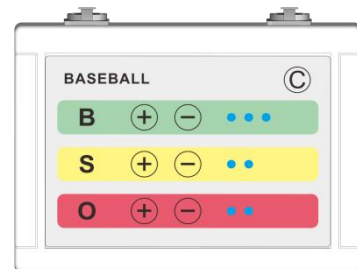 BASEBALL Ⓒ
B ⊕ ⊖
S ⊕ ⊖
O ⊕ ⊖